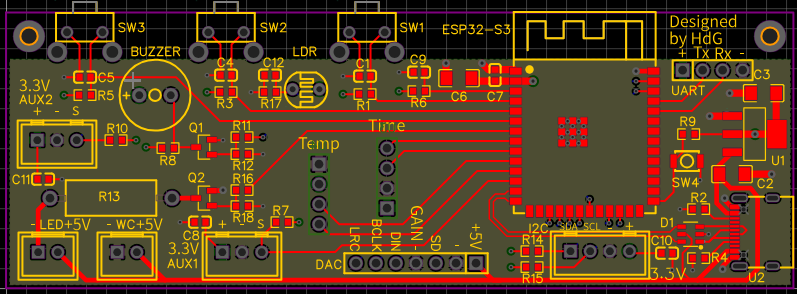 SW3
SW2
SW1
ESP32-S3
Designed
by HdG
+ Tx Rx -
BUZZER
LDR
C5
C4
C12
C1
C9
C3
3.3V
AUX2
R5
R3
R17
R1
R6
C6
C7
UART
+ - S
+
R10
Q1
R11
Time
R9
U1
R8
R12
Temp
C11
Q2
R16
SW4
C2
R13
R18
R7
R2
C8
- LED+5V
- WC+5V
3.3V
AUX1
+ - S
LRC
BCLK
DIN
GAIN
SD
-
+5V
I2C
SDA SCL - +
D1
R14
C10
R4
DAC
R15
3.3V
U2